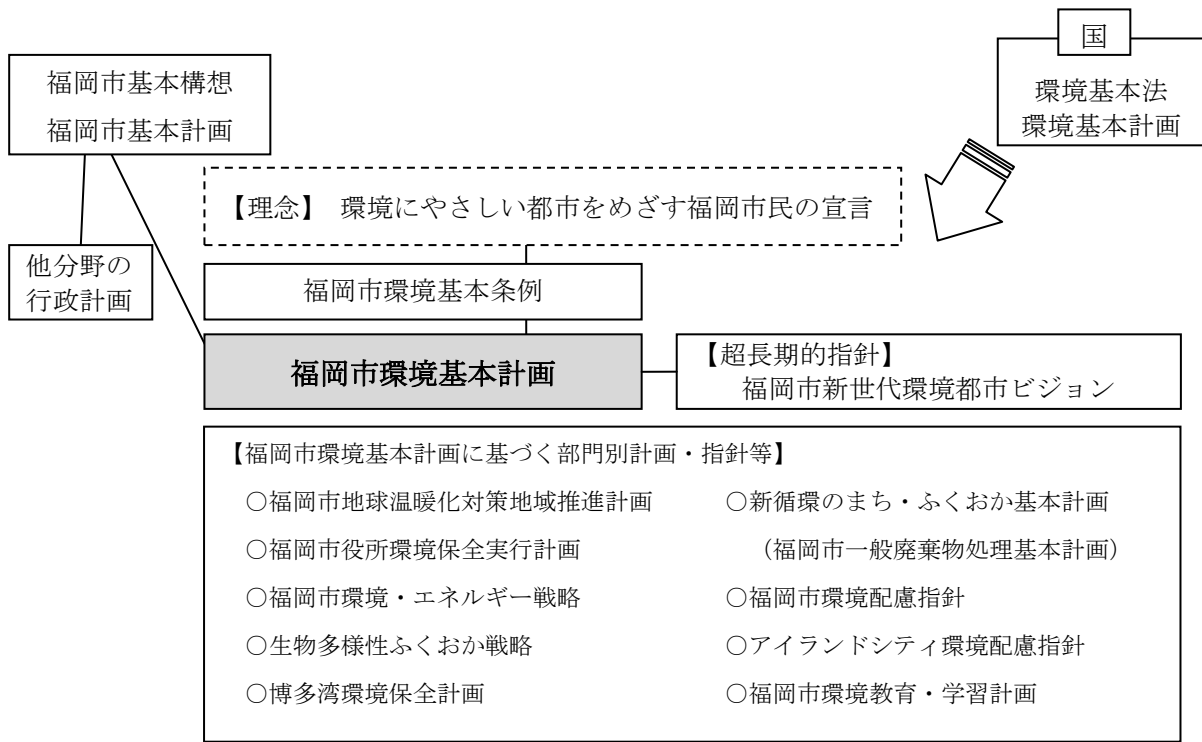 国
福岡市基本構想
福岡市基本計画
環境基本法
環境基本計画
【理念】 環境にやさしい都市をめざす福岡市民の宣言
他分野の
行政計画
福岡市環境基本条例
福岡市環境基本計画
【超長期的指針】
福岡市新世代環境都市ビジョン
【福岡市環境基本計画に基づく部門別計画・指針等】
○福岡市地球温暖化対策地域推進計画
○福岡市役所環境保全実行計画
○福岡市環境・エネルギー戦略
○生物多様性ふくおか戦略
○博多湾環境保全計画
○新循環のまち・ふくおか基本計画
（福岡市一般廃棄物処理基本計画）
○福岡市環境配慮指針
○アイランドシティ環境配慮指針
○福岡市環境教育・学習計画